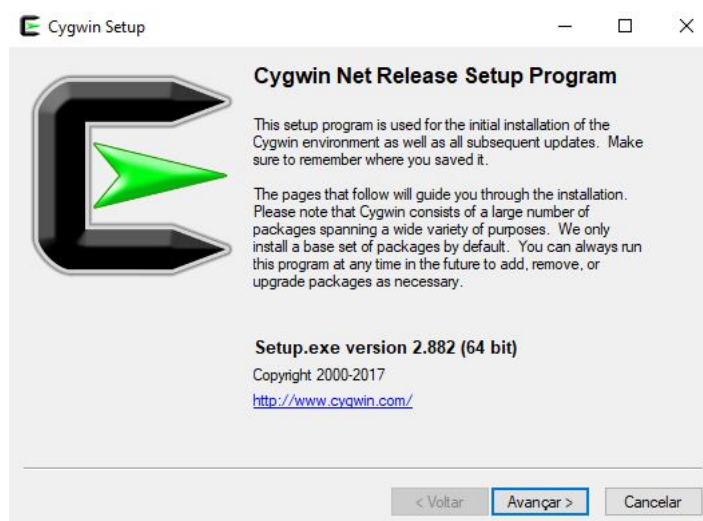 Cygwin Setup
Cygwin Net Release Setup Program
This setup program is used for the initial installation of the
Cygwin environment as well as all subsequent updates. Make
sure to remember where you saved it.
The pages that follow will guide you through the installation.
Please note that Cygwin consists of a large number of
packages spanning a wide variety of purposes. We only
install a base set of packages by default. You can always run
this program at any time in the future to add, remove, or
upgrade packages as necessary.
Setup.exe version 2.882 (64 bit)
Copyright 2000-2017
http://www.cygwin.com/
< Voltar Avançar > Cancelar